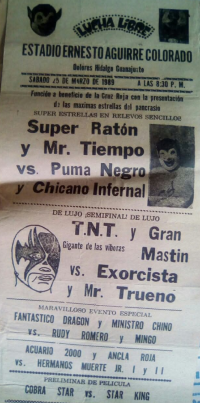 LUCHA LIBRE
ESTADIO ERNESTO AGUIRRE COLORADO
Dolores Hidalgo Guanajuato
SABADO 25 DE MARZO DE 1989 A LAS 8:30 P. M.
Función a beneficio de la Cruz Roja con la presentación
de las maximas estrellas del pancracio
SUPER ESTRELLAS EN RELEVOS SENCILLOS
Super Ratón
y Mr. Tiempo
vs. Puma Negro
y Chicano Infernal
DE LUJO ¡SEMIFINAL! DE LUJO
T.N.T. y Gran
Gigante de las viboras
Mastin
vs. Exorcista
y Mr. Trueno
MARAVILLOSO EVENTO ESPECIAL
FANTASTICO DRAGON y MINISTRO CHINO
vs. RUDY ROMERO y MINGO
ACUARIO 2000 y ANCLA ROJA
vs. HERMANOS MUERTE JR. I y II
PRELIMINAR DE PELICULA
COBRA STAR vs. STAR KING